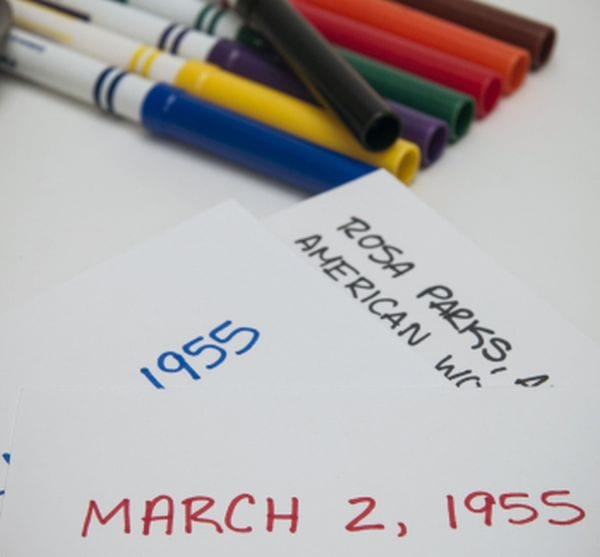 ROSA PARKS,
AMERICAN
1955
MARCH 2, 1955